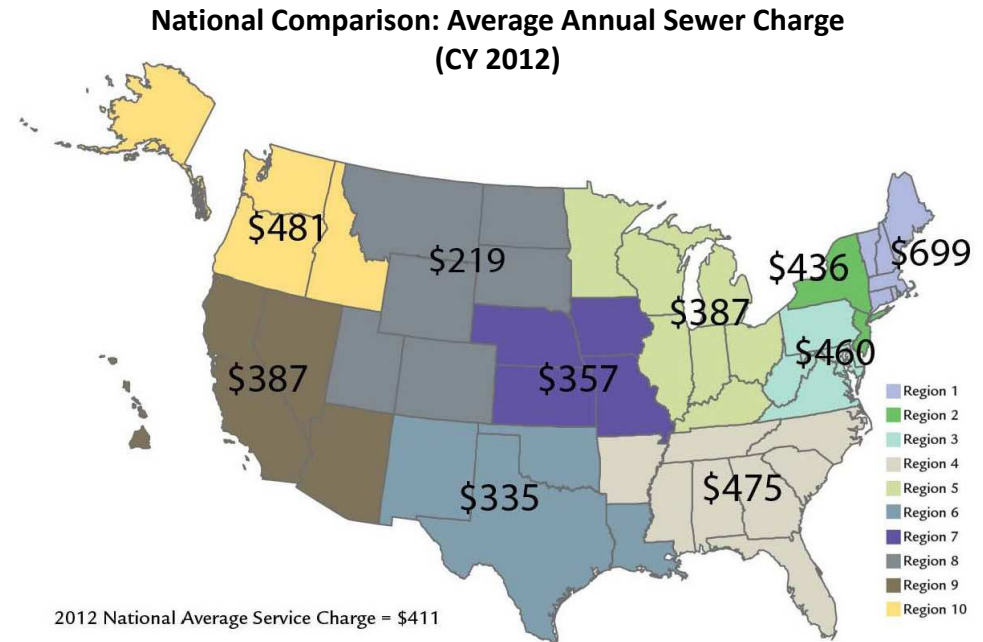 National Comparison: Average Annual Sewer Charge
(CY 2012)
$481
$219
$436
$699
$387
$460
$387
$357
$335
$475
Region 1
Region 2
Region 3
Region 4
Region 5
Region 6
Region 7
Region 8
Region 9
Region 10
2012 National Average Service Charge = $411